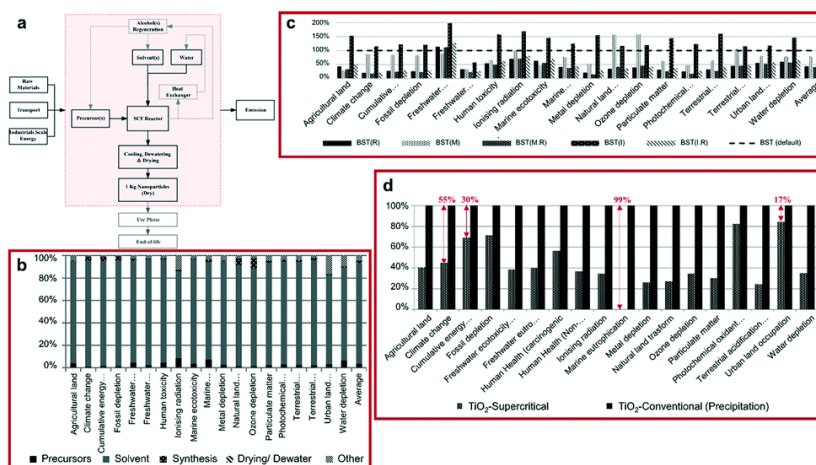 a
Alcohol(s)
Regeneration
Solvent(s)
Water
Heat
Exchanger
Raw
Materials
Transport
Industrials Scale
Energy
Precursor(s)
SCF Reactor
Emission
Cooling, Dewatering
& Drying
1 Kg Nanoparticles
(Dry)
Use Phase
End-of-life
b
100%
80%
60%
40%
20%
0%
Agricultural land
Climate change
Cumulative energy…
Fossil depletion
Freshwater…
Freshwater…
Human toxicity
Ionising radiation
Marine ecotoxicity
Marine…
Metal depletion
Natural land…
Ozone depletion
Particulate matter
Photochemical…
Terrestrial…
Terrestrial…
Urban land…
Water depletion
Average
Precursors
Solvent
Synthesis
Drying/ Dewater
Other
c
200%
150%
100%
50%
0%
Agricultural land
Climate change
Cumulative…
Fossil depletion
Freshwater…
Freshwater…
Human toxicity
Ionising radiation
Marine ecotoxicity
Marine…
Metal depletion
Natural land…
Ozone depletion
Particulate matter
Photochemical…
Terrestrial…
Terrestrial…
Urban land…
Water depletion
Average
BST(R)
BST(M)
BST(M.R)
BST(I)
BST(I.R)
BST (default)
d
55%
30%
99%
17%
100%
80%
60%
40%
20%
0%
Agricultural land
Climate change
Cumulative energy…
Fossil depletion
Freshwater ecotoxicity…
Freshwater eutro…
Human Health (carcinogenic
Human Health (Non-…
Ionising radiation
Marine eutrophication
Metal depletion
Natural land trasform
Ozone depletion
Particulate matter
Photochemical oxidant…
Terrestrial acidification…
Urban land occupation
Water depletion
TiO₂-Supercritical
TiO₂-Conventional (Precipitation)